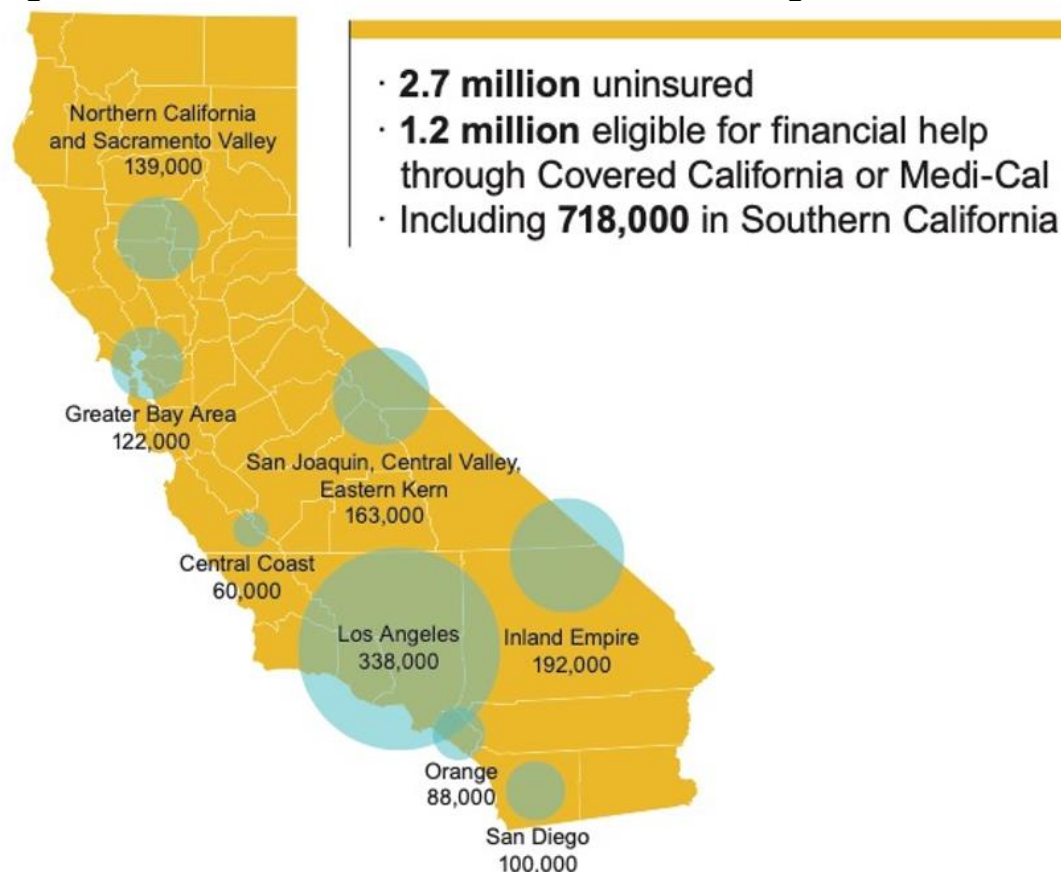 · 2.7 million uninsured
· 1.2 million eligible for financial help
through Covered California or Medi-Cal
· Including 718,000 in Southern California
Northern California
and Sacramento Valley
139,000
Greater Bay Area
122,000
San Joaquin, Central Valley,
Eastern Kern
163,000
Central Coast
60,000
Los Angeles
338,000
Inland Empire
192,000
Orange
88,000
San Diego
100,000